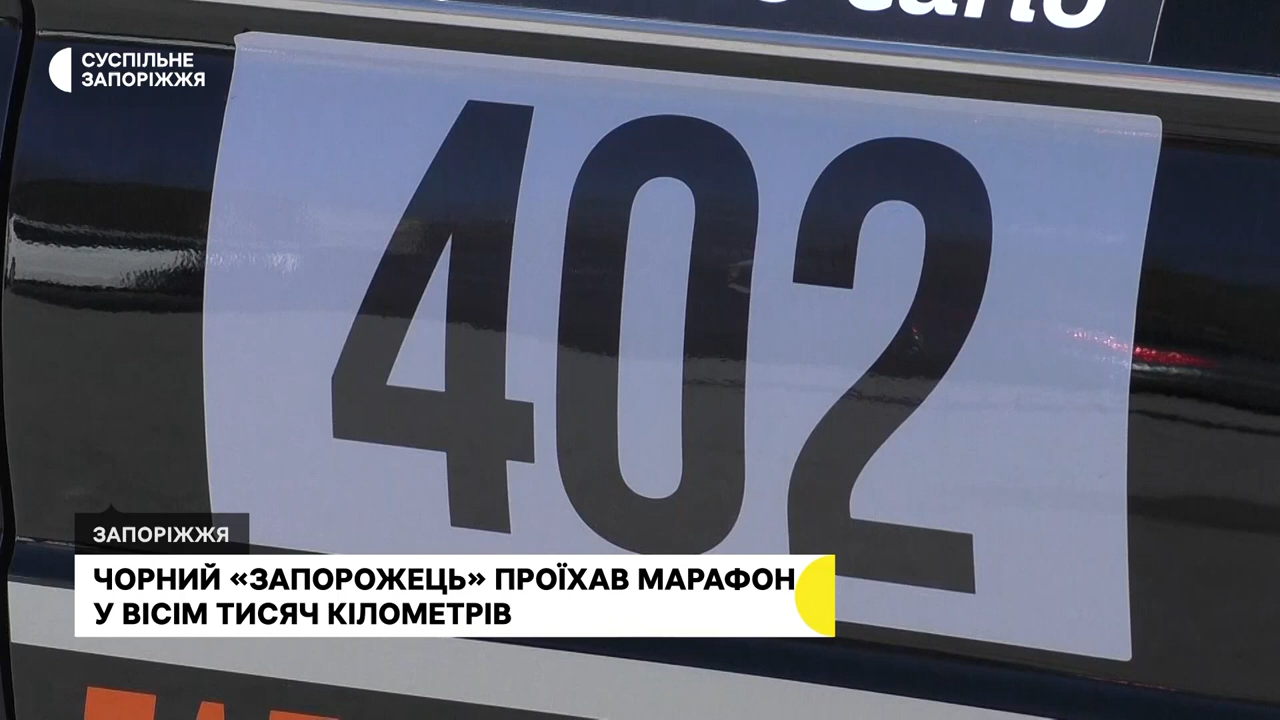 СУСПІЛЬНЕ
ЗАПОРІЖЖЯ
402
ЗАПОРІЖЖЯ
ЧОРНИЙ «ЗАПОРОЖЕЦЬ» ПРОЇХАВ МАРАФОН
У ВІСІМ ТИСЯЧ КІЛОМЕТРІВ